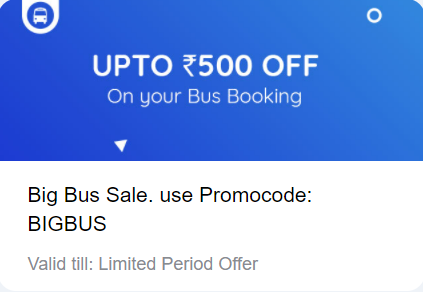 UPTO ₹500 OFF
On your Bus Booking
Big Bus Sale. use Promocode:
BIGBUS
Valid till: Limited Period Offer